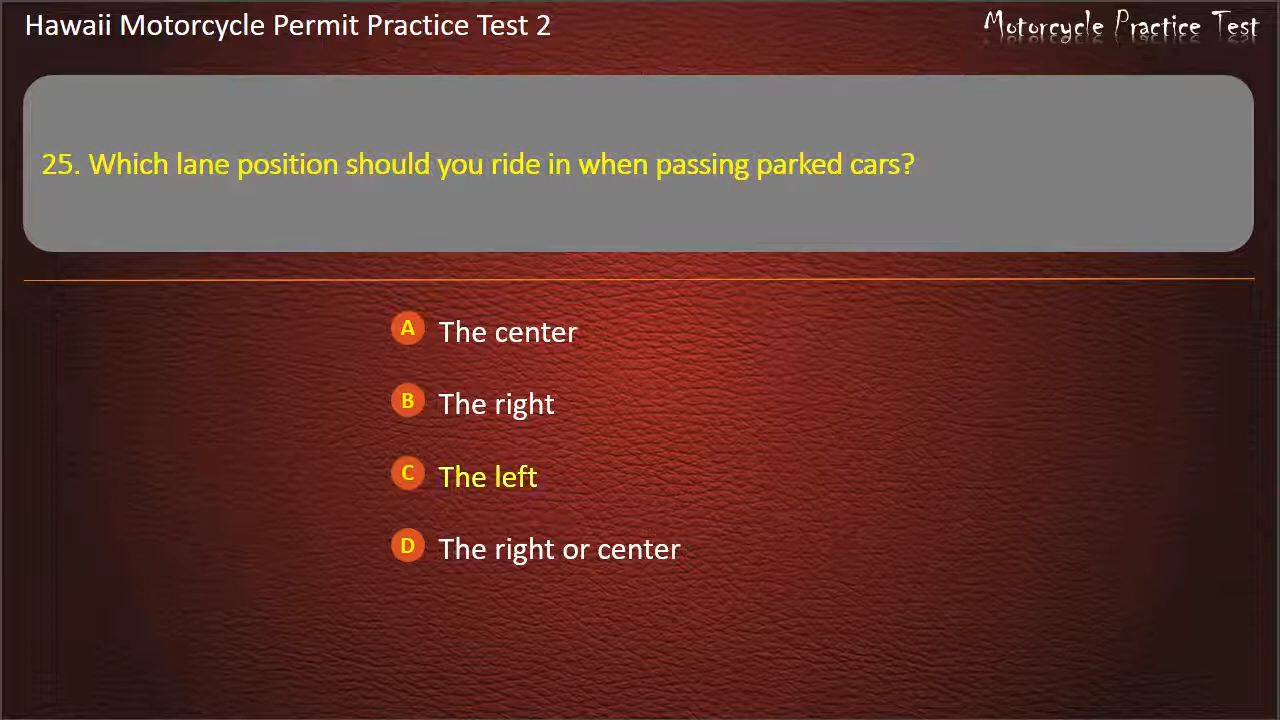 Hawaii Motorcycle Permit Practice Test 2
Motorcycle Practice Test
25. Which lane position should you ride in when passing parked cars?
A The center
B The right
C The left
D The right or center